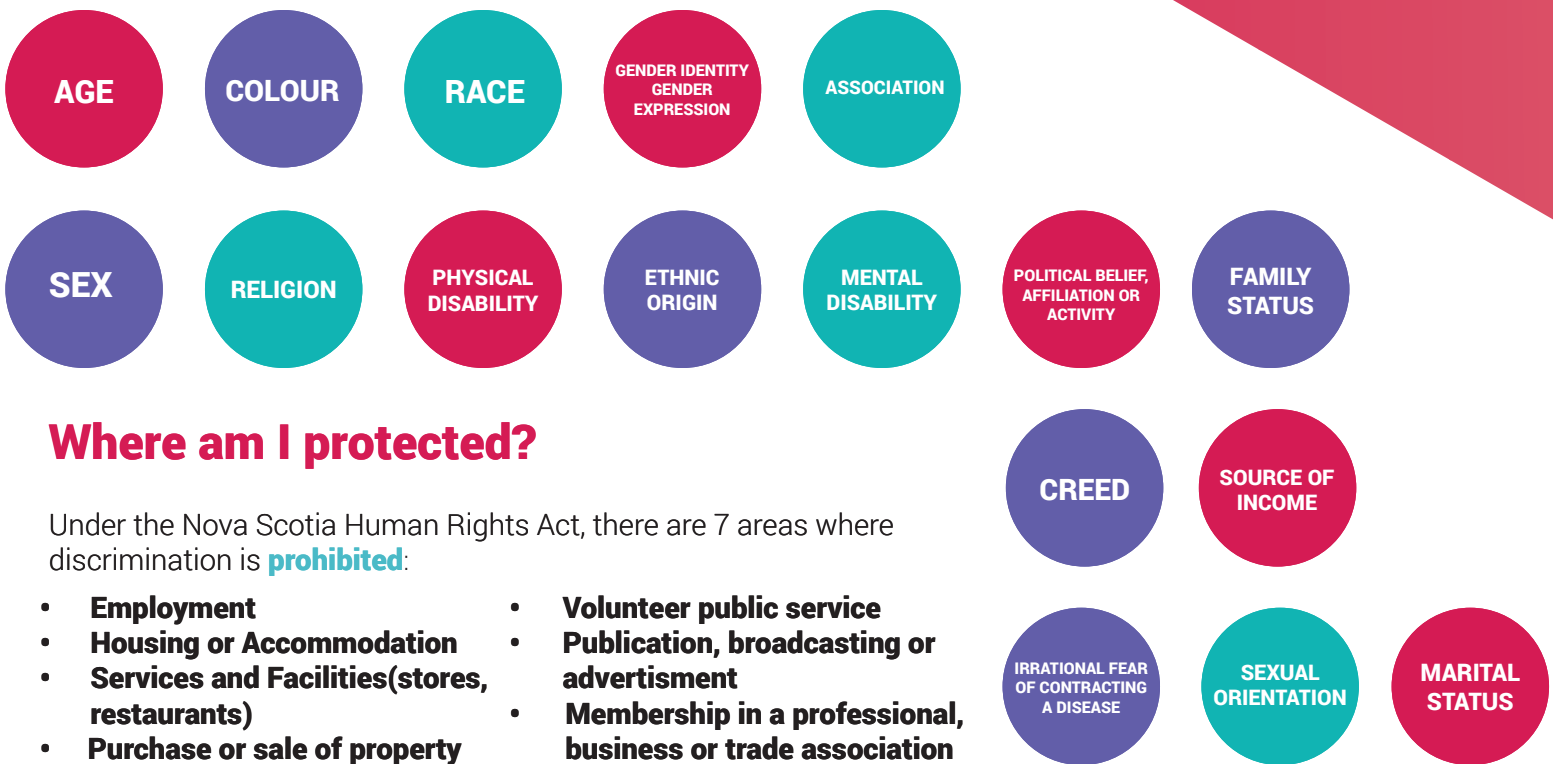 AGE
COLOUR
RACE
GENDER IDENTITY
GENDER
EXPRESSION
ASSOCIATION
SEX
RELIGION
PHYSICAL
DISABILITY
ETHNIC
ORIGIN
MENTAL
DISABILITY
POLITICAL BELIEF,
AFFILIATION OR
ACTIVITY
FAMILY
STATUS
Where am I protected?
Under the Nova Scotia Human Rights Act, there are 7 areas where
discrimination is prohibited:
• Employment
• Housing or Accommodation
• Services and Facilities(stores,
restaurants)
• Purchase or sale of property
• Volunteer public service
• Publication, broadcasting or
advertisment
• Membership in a professional,
business or trade association
CREED
SOURCE OF
INCOME
IRRATIONAL FEAR
OF CONTRACTING
A DISEASE
SEXUAL
ORIENTATION
MARITAL
STATUS